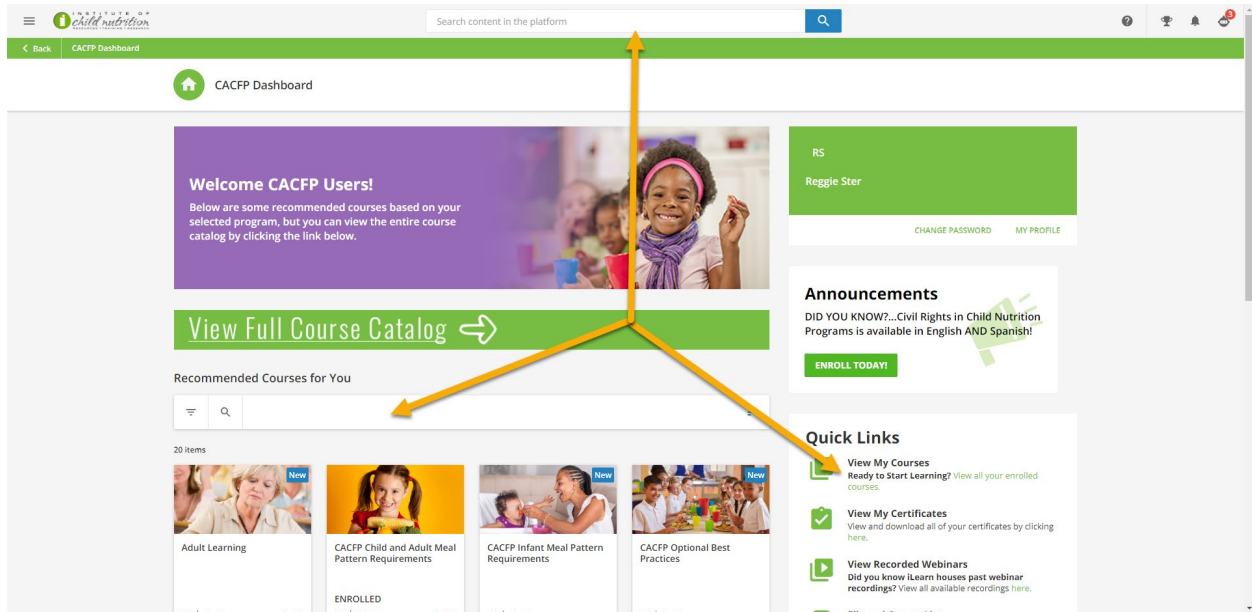 INSTITUTE OF
child nutrition
RESOURCES • TRAINING • RESEARCH
Search content in the platform
3
Back
CACFP Dashboard
CACFP Dashboard
Welcome CACFP Users!
Below are some recommended courses based on your
selected program, but you can view the entire course
catalog by clicking the link below.
RS
Reggie Ster
CHANGE PASSWORD MY PROFILE
View Full Course Catalog
Announcements
DID YOU KNOW?...Civil Rights in Child Nutrition
Programs is available in English AND Spanish!
ENROLL TODAY!
Recommended Courses for You
20 items
New
Adult Learning
CACFP Child and Adult Meal
Pattern Requirements
ENROLLED
New
CACFP Infant Meal Pattern
Requirements
New
CACFP Optional Best
Practices
Quick Links
View My Courses
Ready to Start Learning? View all your enrolled
courses.
View My Certificates
View and download all of your certificates by clicking
here.
View Recorded Webinars
Did you know iLearn houses past webinar
recordings? View all available recordings here.